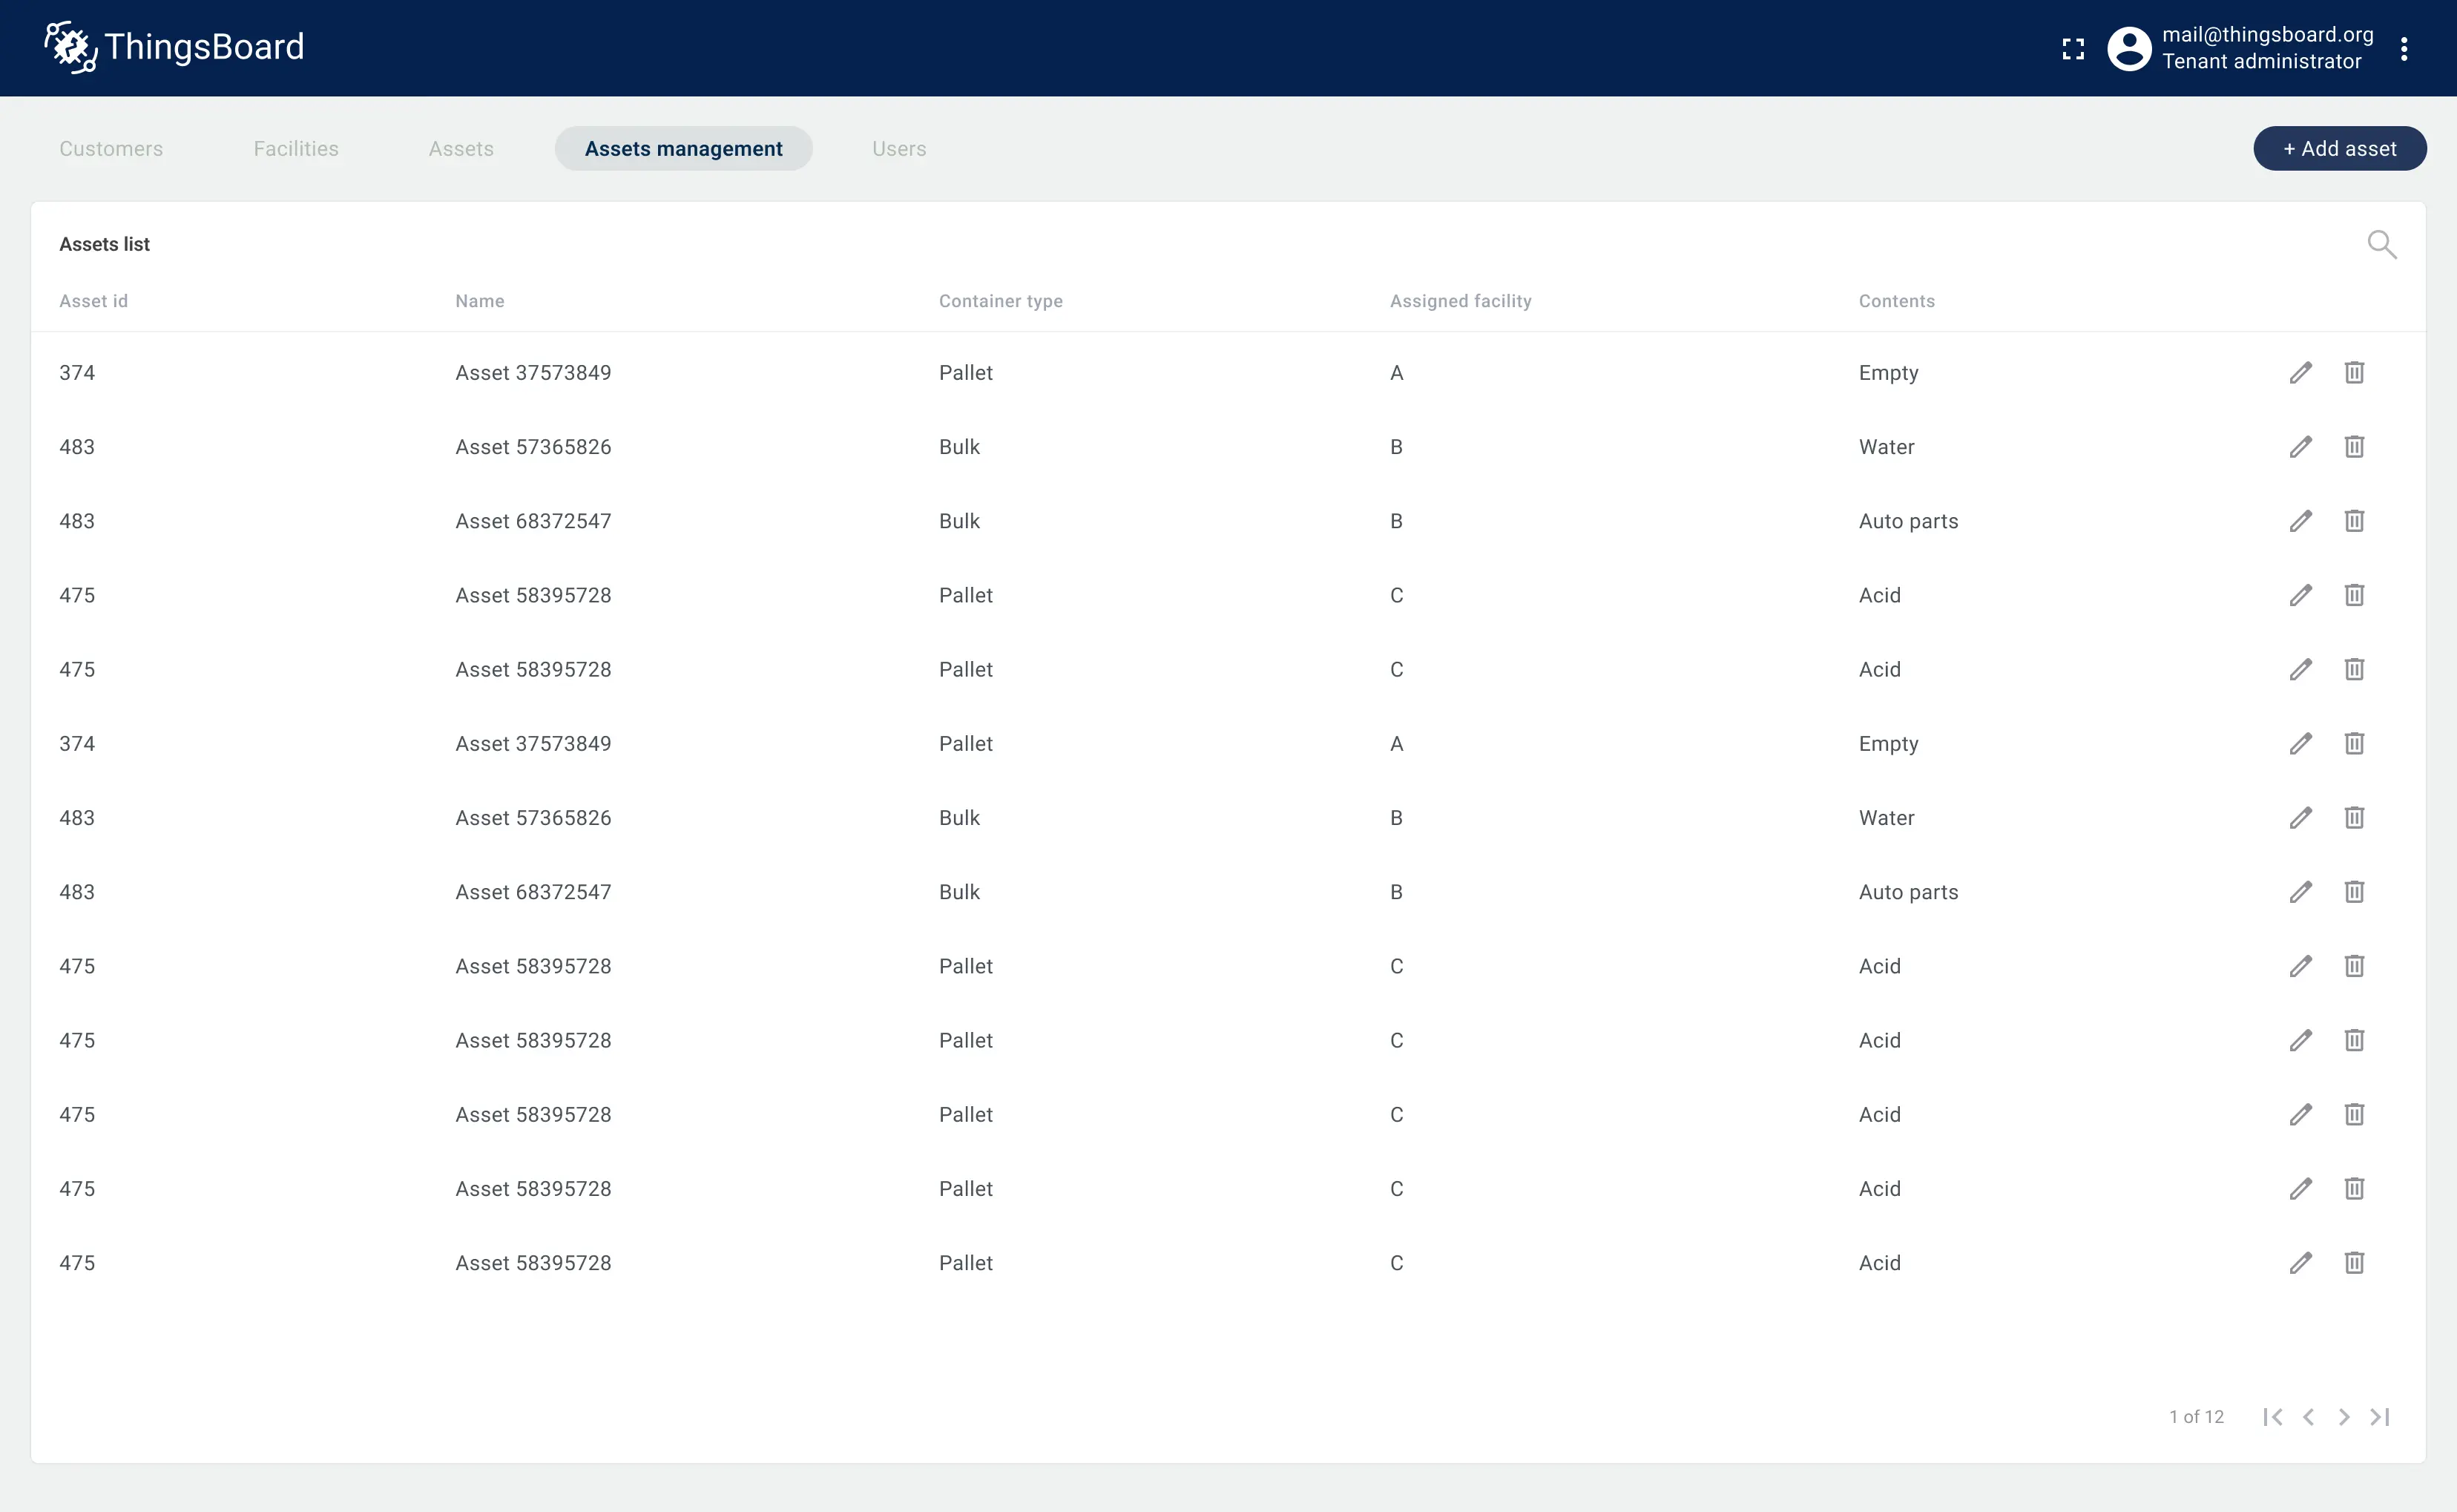 ThingsBoard
mail@thingsboard.org
Tenant administrator
Customers Facilities Assets Assets management Users + Add asset
Assets list
Asset id Name Container type Assigned facility Contents
374 Asset 37573849 Pallet A Empty
483 Asset 57365826 Bulk B Water
483 Asset 68372547 Bulk B Auto parts
475 Asset 58395728 Pallet C Acid
475 Asset 58395728 Pallet C Acid
374 Asset 37573849 Pallet A Empty
483 Asset 57365826 Bulk B Water
483 Asset 68372547 Bulk B Auto parts
475 Asset 58395728 Pallet C Acid
475 Asset 58395728 Pallet C Acid
475 Asset 58395728 Pallet C Acid
475 Asset 58395728 Pallet C Acid
475 Asset 58395728 Pallet C Acid
1 of 12